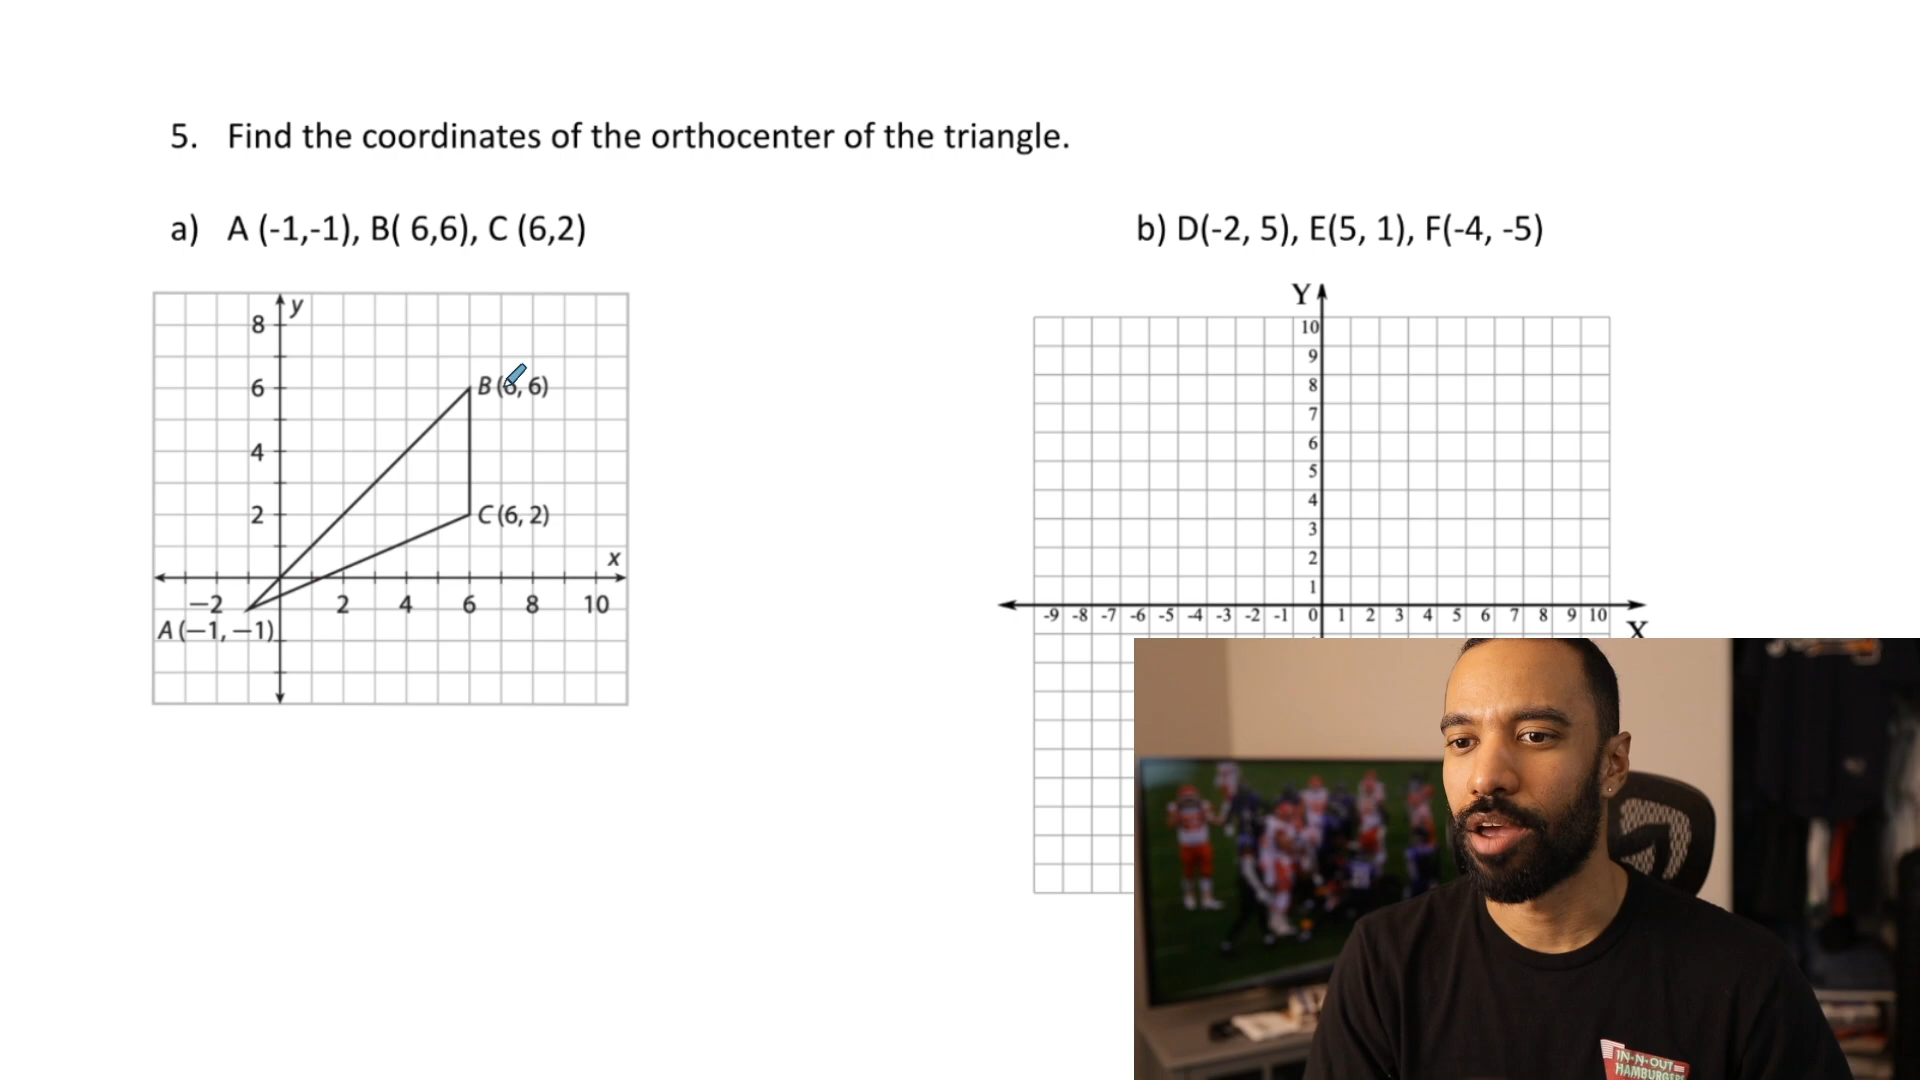 5. Find the coordinates of the orthocenter of the triangle.
a) A (-1,-1), B( 6,6), C (6,2)
b) D(-2, 5), E(5, 1), F(-4, -5)
y
8
6
4
2
B (6, 6)
C (6, 2)
x
−2 2 4 6 8 10
A (−1, −1)
Y
10
9
8
7
6
5
4
3
2
1
-9 -8 -7 -6 -5 -4 -3 -2 -1 0 1 2 3 4 5 6 7 8 9 10
X
IN-N-OUT
HAMBURGERS